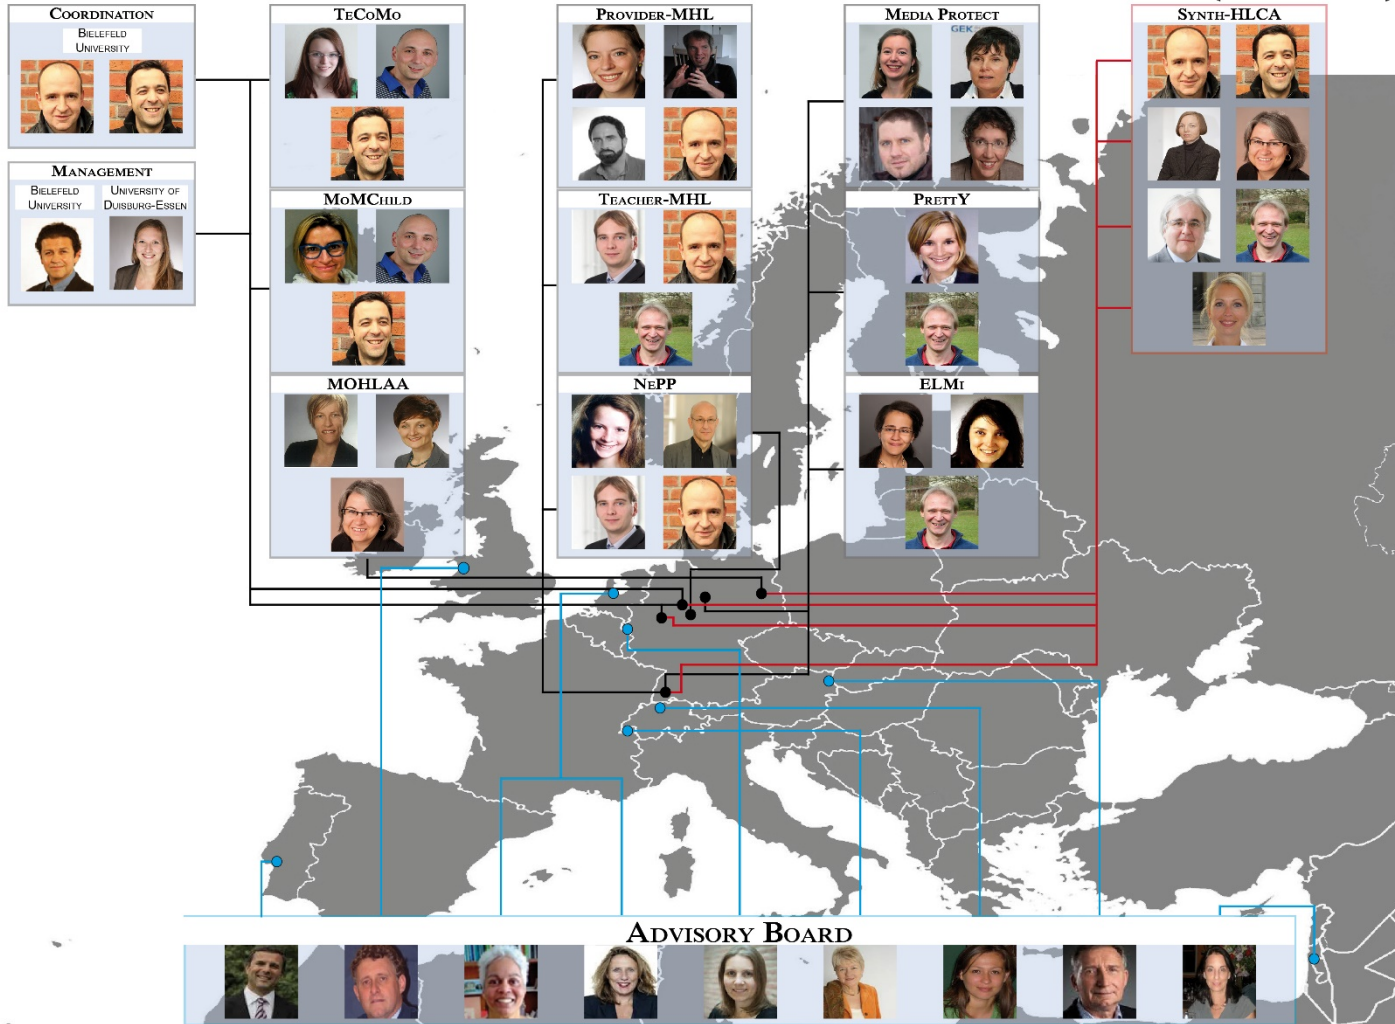 COORDINATION
BIELEFELD
UNIVERSITY
MANAGEMENT
BIELEFELD
UNIVERSITY
UNIVERSITY OF
DUISBURG-ESSEN
TECOMO
MOMCHILD
MOHLAA
PROVIDER-MHL
TEACHER-MHL
NEPP
MEDIA PROTECT
GEK
PRETTY
ELMI
SYNTH-HLCA
ADVISORY BOARD